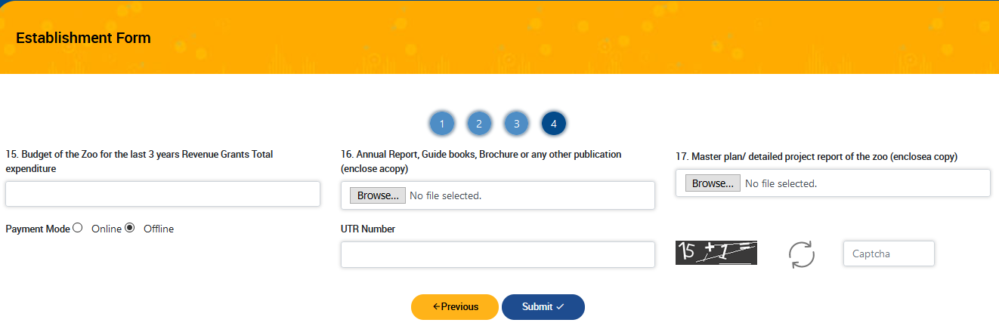 Establishment Form
1 2 3 4
15. Budget of the Zoo for the last 3 years Revenue Grants Total
expenditure
16. Annual Report, Guide books, Brochure or any other publication
(enclose acopy)
Browse... No file selected.
17. Master plan/ detailed project report of the zoo (enclosea copy)
Browse... No file selected.
Payment Mode Online Offline
UTR Number
15 + 1 =
Captcha
Previous
Submit